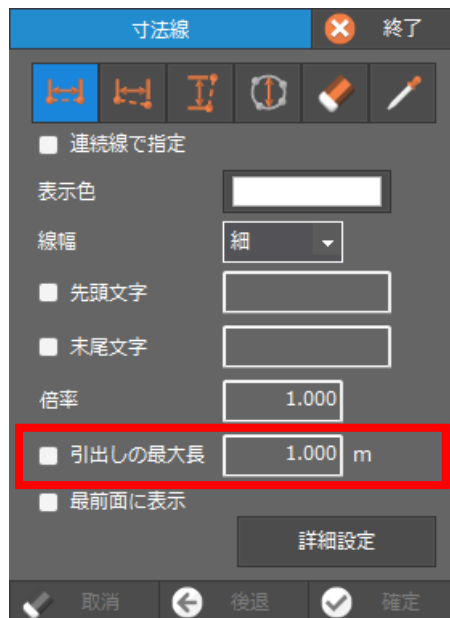 寸法線 終了
連続線で指定
表示色
線幅 細
先頭文字
末尾文字
倍率 1.000
引出しの最大長 1.000 m
最前面に表示
詳細設定
取消 後退 確定